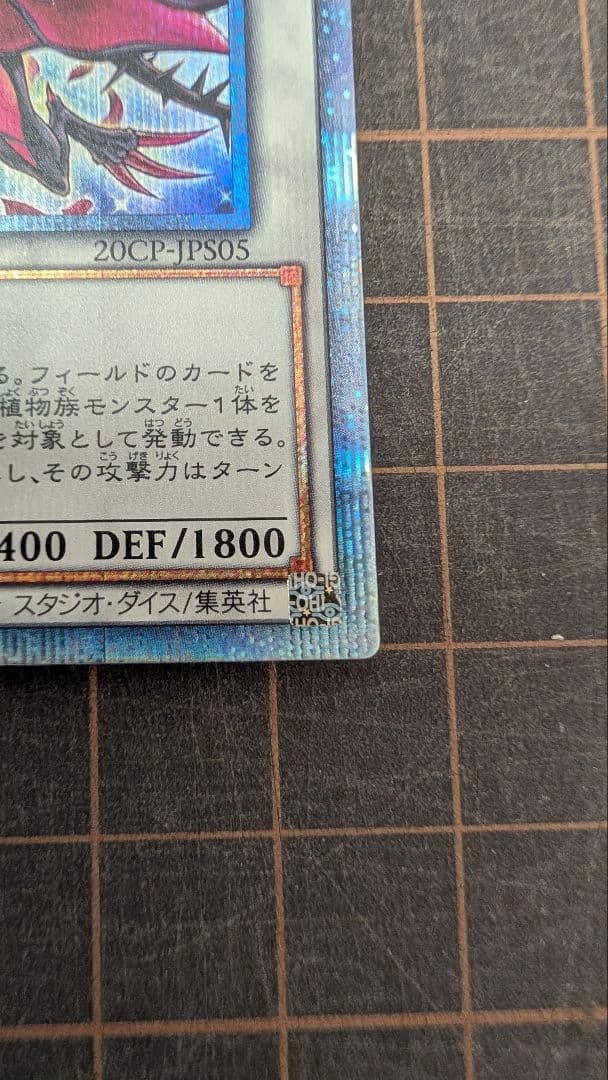 20CP-JPS05
る。フィールドのカードを
植物族モンスター1体を
を対象として発動できる。
し、その攻撃力はターン
400 DEF/1800
スタジオ・ダイス/集英社